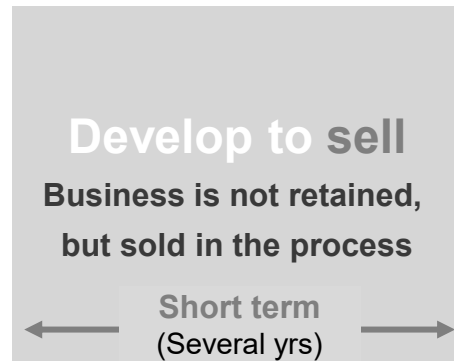 Develop to sell
Business is not retained,
but sold in the process
Short term
(Several yrs)